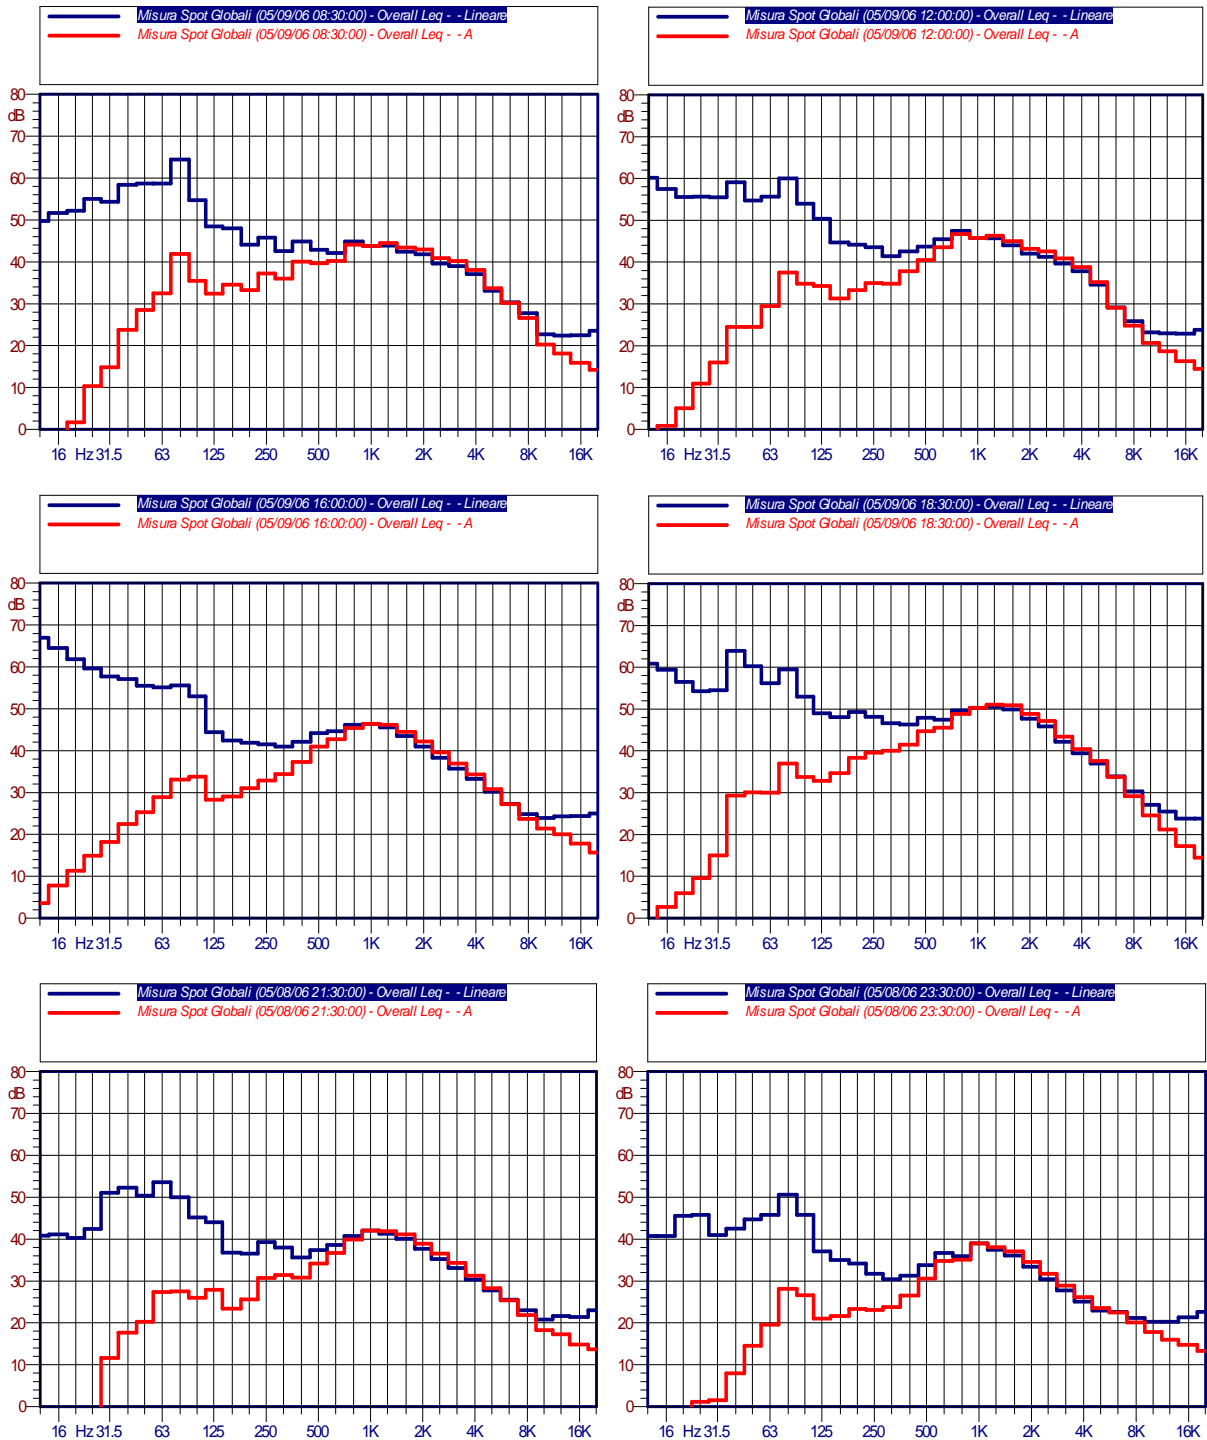 Misura Spot Globali (05/09/06 08:30:00) - Overall Leq - - Lineare
Misura Spot Globali (05/09/06 08:30:00) - Overall Leq - - A
80
dB
70
60
50
40
30
20
10
0
16 Hz 31.5 63 125 250 500 1K 2K 4K 8K 16K
Misura Spot Globali (05/09/06 12:00:00) - Overall Leq - - Lineare
Misura Spot Globali (05/09/06 12:00:00) - Overall Leq - - A
80
dB
70
60
50
40
30
20
10
0
16 Hz 31.5 63 125 250 500 1K 2K 4K 8K 16K
Misura Spot Globali (05/09/06 16:00:00) - Overall Leq - - Lineare
Misura Spot Globali (05/09/06 16:00:00) - Overall Leq - - A
80
dB
70
60
50
40
30
20
10
0
16 Hz 31.5 63 125 250 500 1K 2K 4K 8K 16K
Misura Spot Globali (05/09/06 18:30:00) - Overall Leq - - Lineare
Misura Spot Globali (05/09/06 18:30:00) - Overall Leq - - A
80
dB
70
60
50
40
30
20
10
0
16 Hz 31.5 63 125 250 500 1K 2K 4K 8K 16K
Misura Spot Globali (05/08/06 21:30:00) - Overall Leq - - Lineare
Misura Spot Globali (05/08/06 21:30:00) - Overall Leq - - A
80
dB
70
60
50
40
30
20
10
0
16 Hz 31.5 63 125 250 500 1K 2K 4K 8K 16K
Misura Spot Globali (05/08/06 23:30:00) - Overall Leq - - Lineare
Misura Spot Globali (05/08/06 23:30:00) - Overall Leq - - A
80
dB
70
60
50
40
30
20
10
0
16 Hz 31.5 63 125 250 500 1K 2K 4K 8K 16K